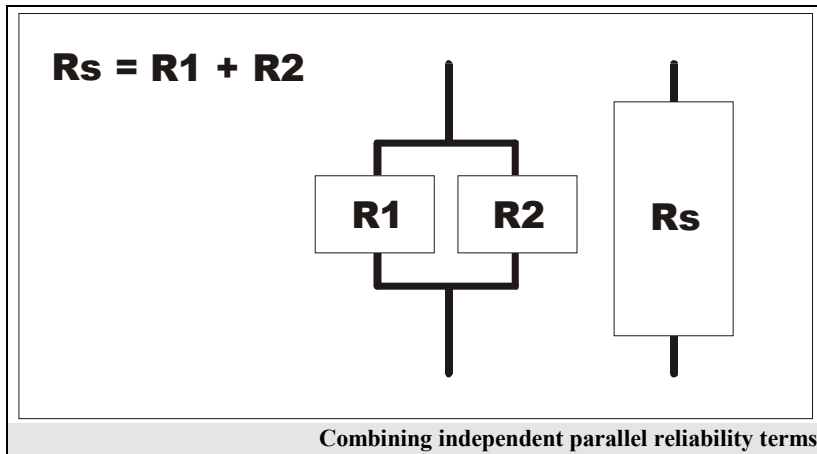 Rs = R1 + R2
R1
R2
Rs
Combining independent parallel reliability terms